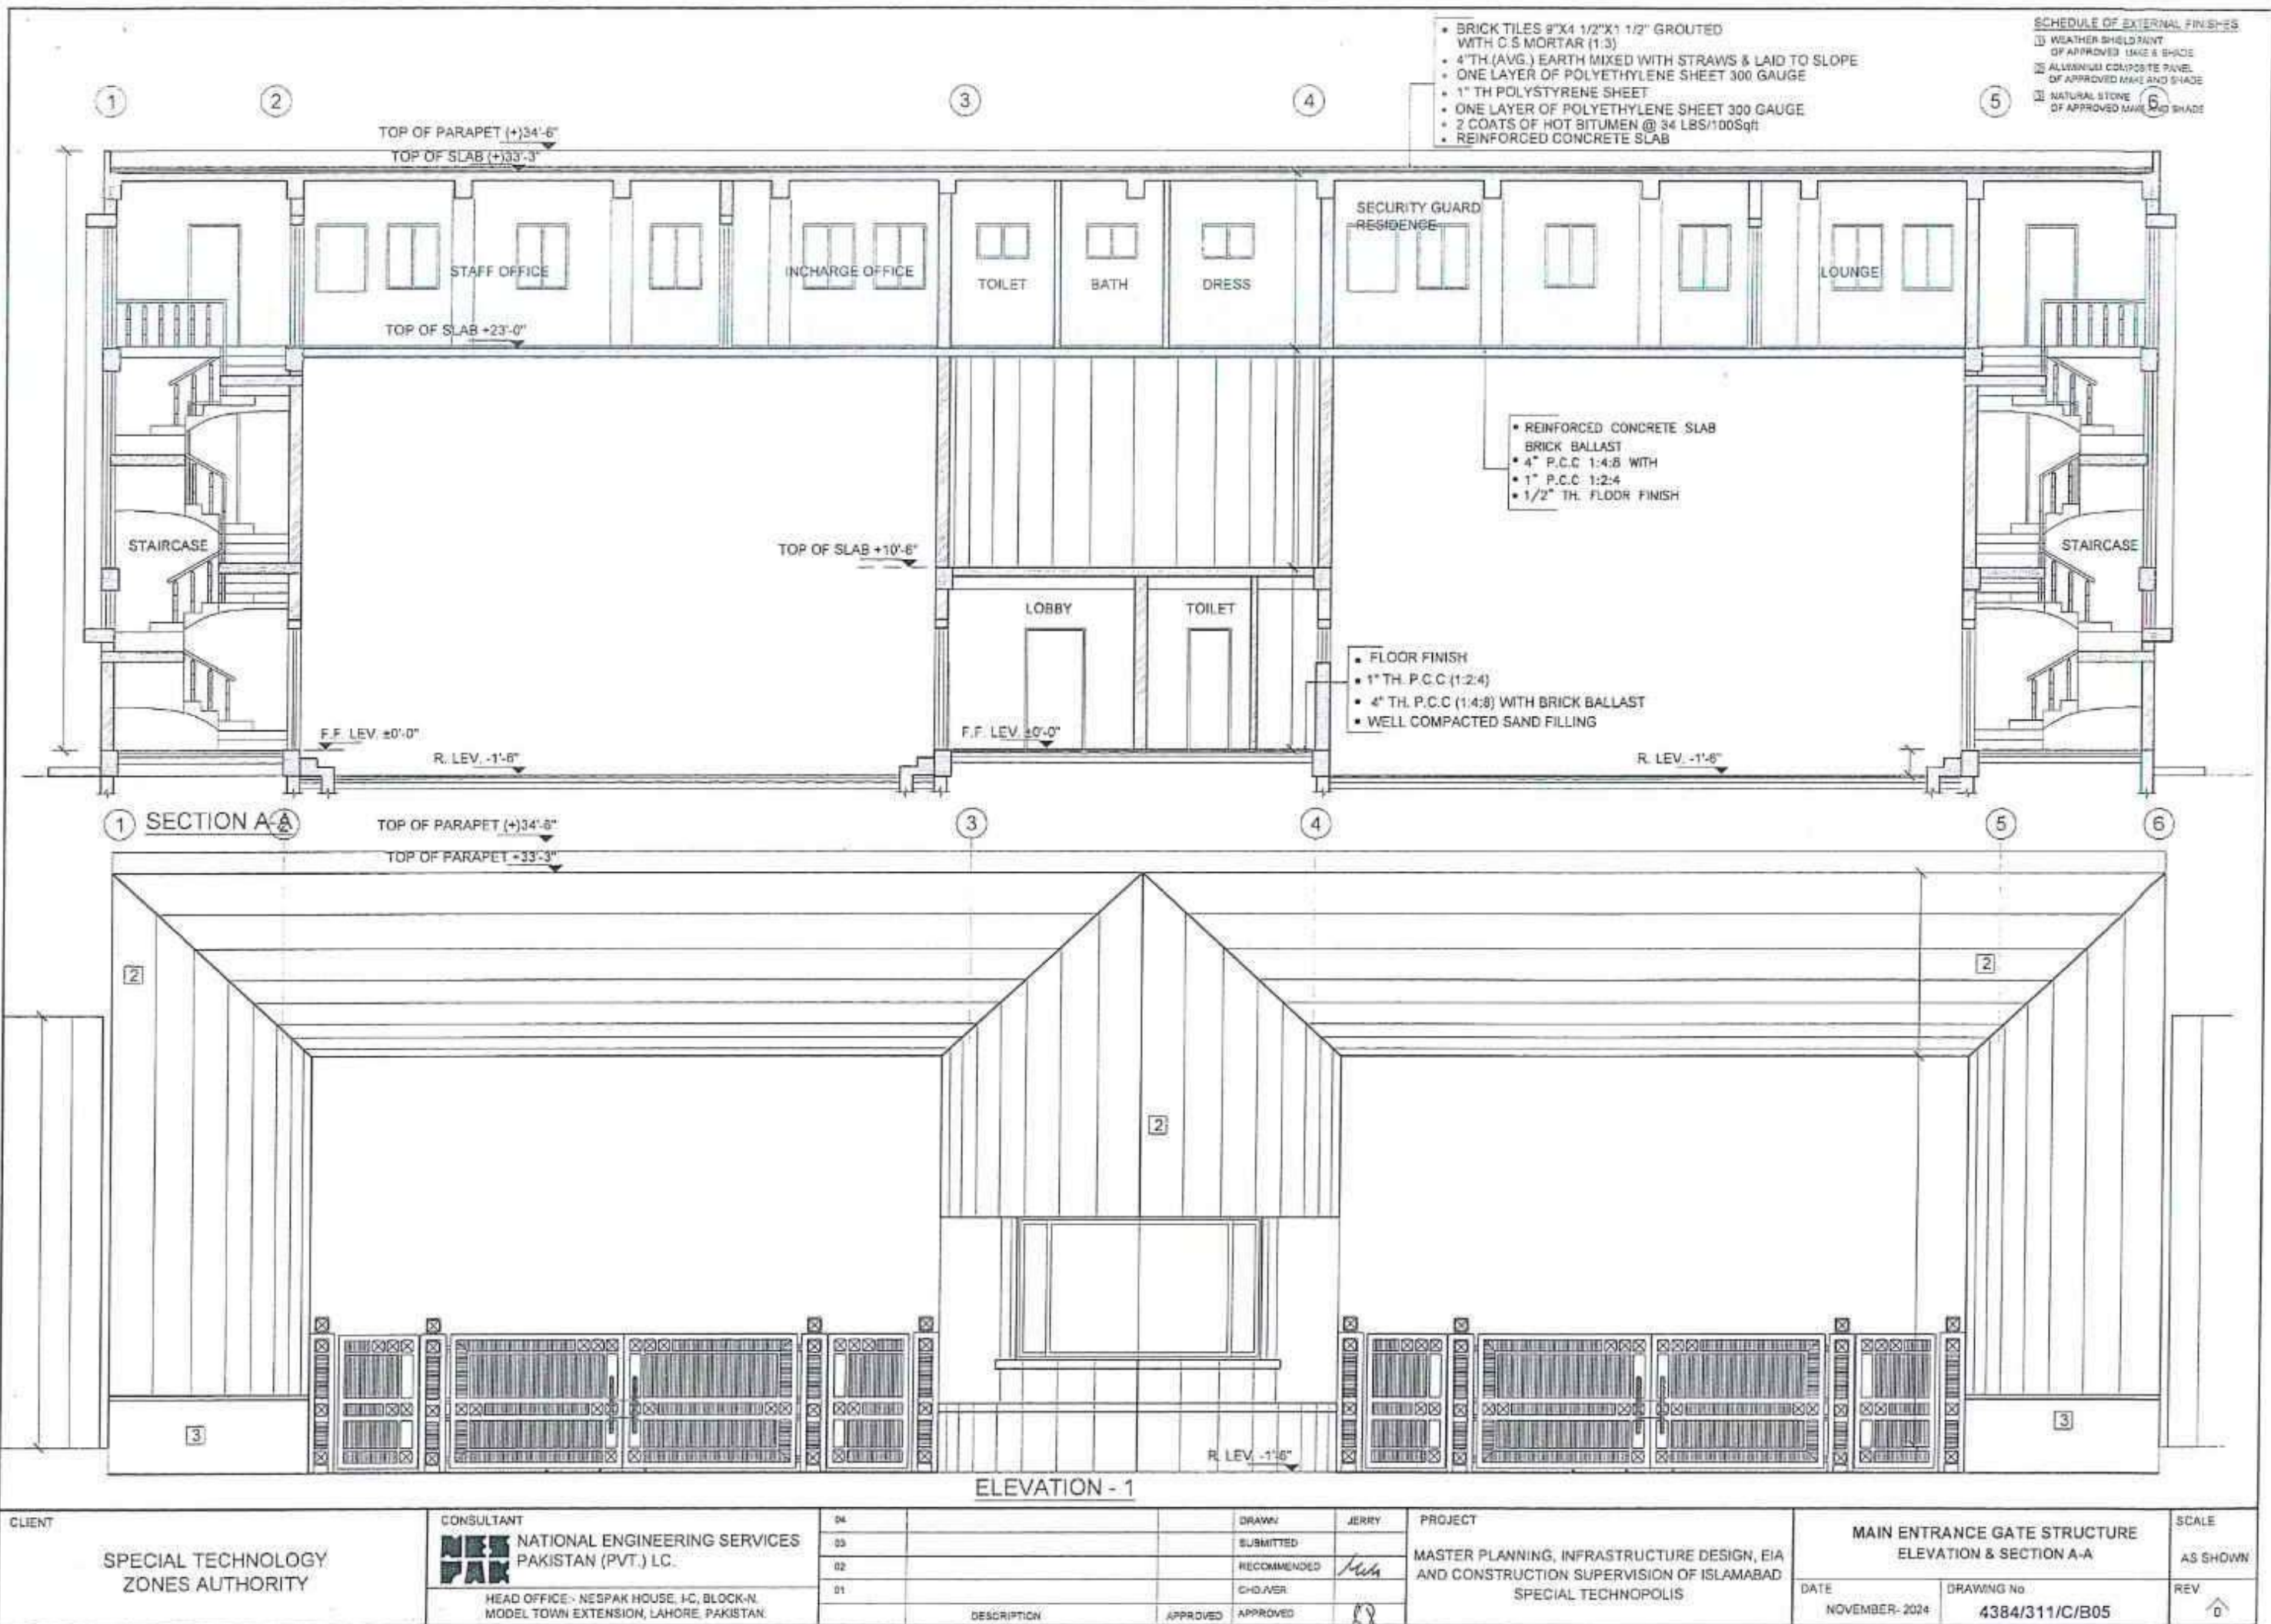 • BRICK TILES 9"X4 1/2"X1 1/2" GROUTED
WITH C.S MORTAR (1:3)
• 4"TH.(AVG.) EARTH MIXED WITH STRAWS & LAID TO SLOPE
• ONE LAYER OF POLYETHYLENE SHEET 300 GAUGE
• 1" TH POLYSTYRENE SHEET
• ONE LAYER OF POLYETHYLENE SHEET 300 GAUGE
• 2 COATS OF HOT BITUMEN @ 34 LBS/100Sqft
• REINFORCED CONCRETE SLAB
SCHEDULE OF EXTERNAL FINISHES
1 WEATHER SHIELD PAINT
OF APPROVED MAKE & SHADE
2 ALUMINIUM COMPOSITE PANEL
OF APPROVED MAKE AND SHADE
3 NATURAL STONE
OF APPROVED MAKE AND SHADE
1
2
3
4
5
6
TOP OF PARAPET (+)34'-6"
TOP OF SLAB (+)33'-3"
STAFF OFFICE
INCHARGE OFFICE
TOILET
BATH
DRESS
SECURITY GUARD
RESIDENCE
LOUNGE
TOP OF SLAB +23'-0"
• REINFORCED CONCRETE SLAB
BRICK BALLAST
• 4" P.C.C 1:4:8 WITH
• 1" P.C.C 1:2:4
• 1/2" TH. FLOOR FINISH
STAIRCASE
TOP OF SLAB +10'-6"
STAIRCASE
LOBBY
TOILET
• FLOOR FINISH
• 1" TH. P.C.C (1:2:4)
• 4" TH. P.C.C (1:4:8) WITH BRICK BALLAST
• WELL COMPACTED SAND FILLING
F.F. LEV. ±0'-0"
F.F. LEV. ±0'-0"
R. LEV. -1'-6"
R. LEV. -1'-6"
1
SECTION A-A
2
3
4
5
6
TOP OF PARAPET (+)34'-6"
TOP OF PARAPET +33'-3"
2
2
2
3
3
R. LEV. -1'-6"
ELEVATION - 1
CLIENT
SPECIAL TECHNOLOGY
ZONES AUTHORITY
CONSULTANT
NES
PAK
NATIONAL ENGINEERING SERVICES
PAKISTAN (PVT.) LC.
HEAD OFFICE:- NESPAK HOUSE, I-C, BLOCK-N.
MODEL TOWN EXTENSION, LAHORE, PAKISTAN.
04
03
02
01
DESCRIPTION
APPROVED
DRAWN JERRY
SUBMITTED
RECOMMENDED
APPROVED
PROJECT
MASTER PLANNING, INFRASTRUCTURE DESIGN, EIA
AND CONSTRUCTION SUPERVISION OF ISLAMABAD
SPECIAL TECHNOPOLIS
MAIN ENTRANCE GATE STRUCTURE
ELEVATION & SECTION A-A
DATE
NOVEMBER- 2024
DRAWING No
4384/311/C/B05
SCALE
AS SHOWN
REV.
0